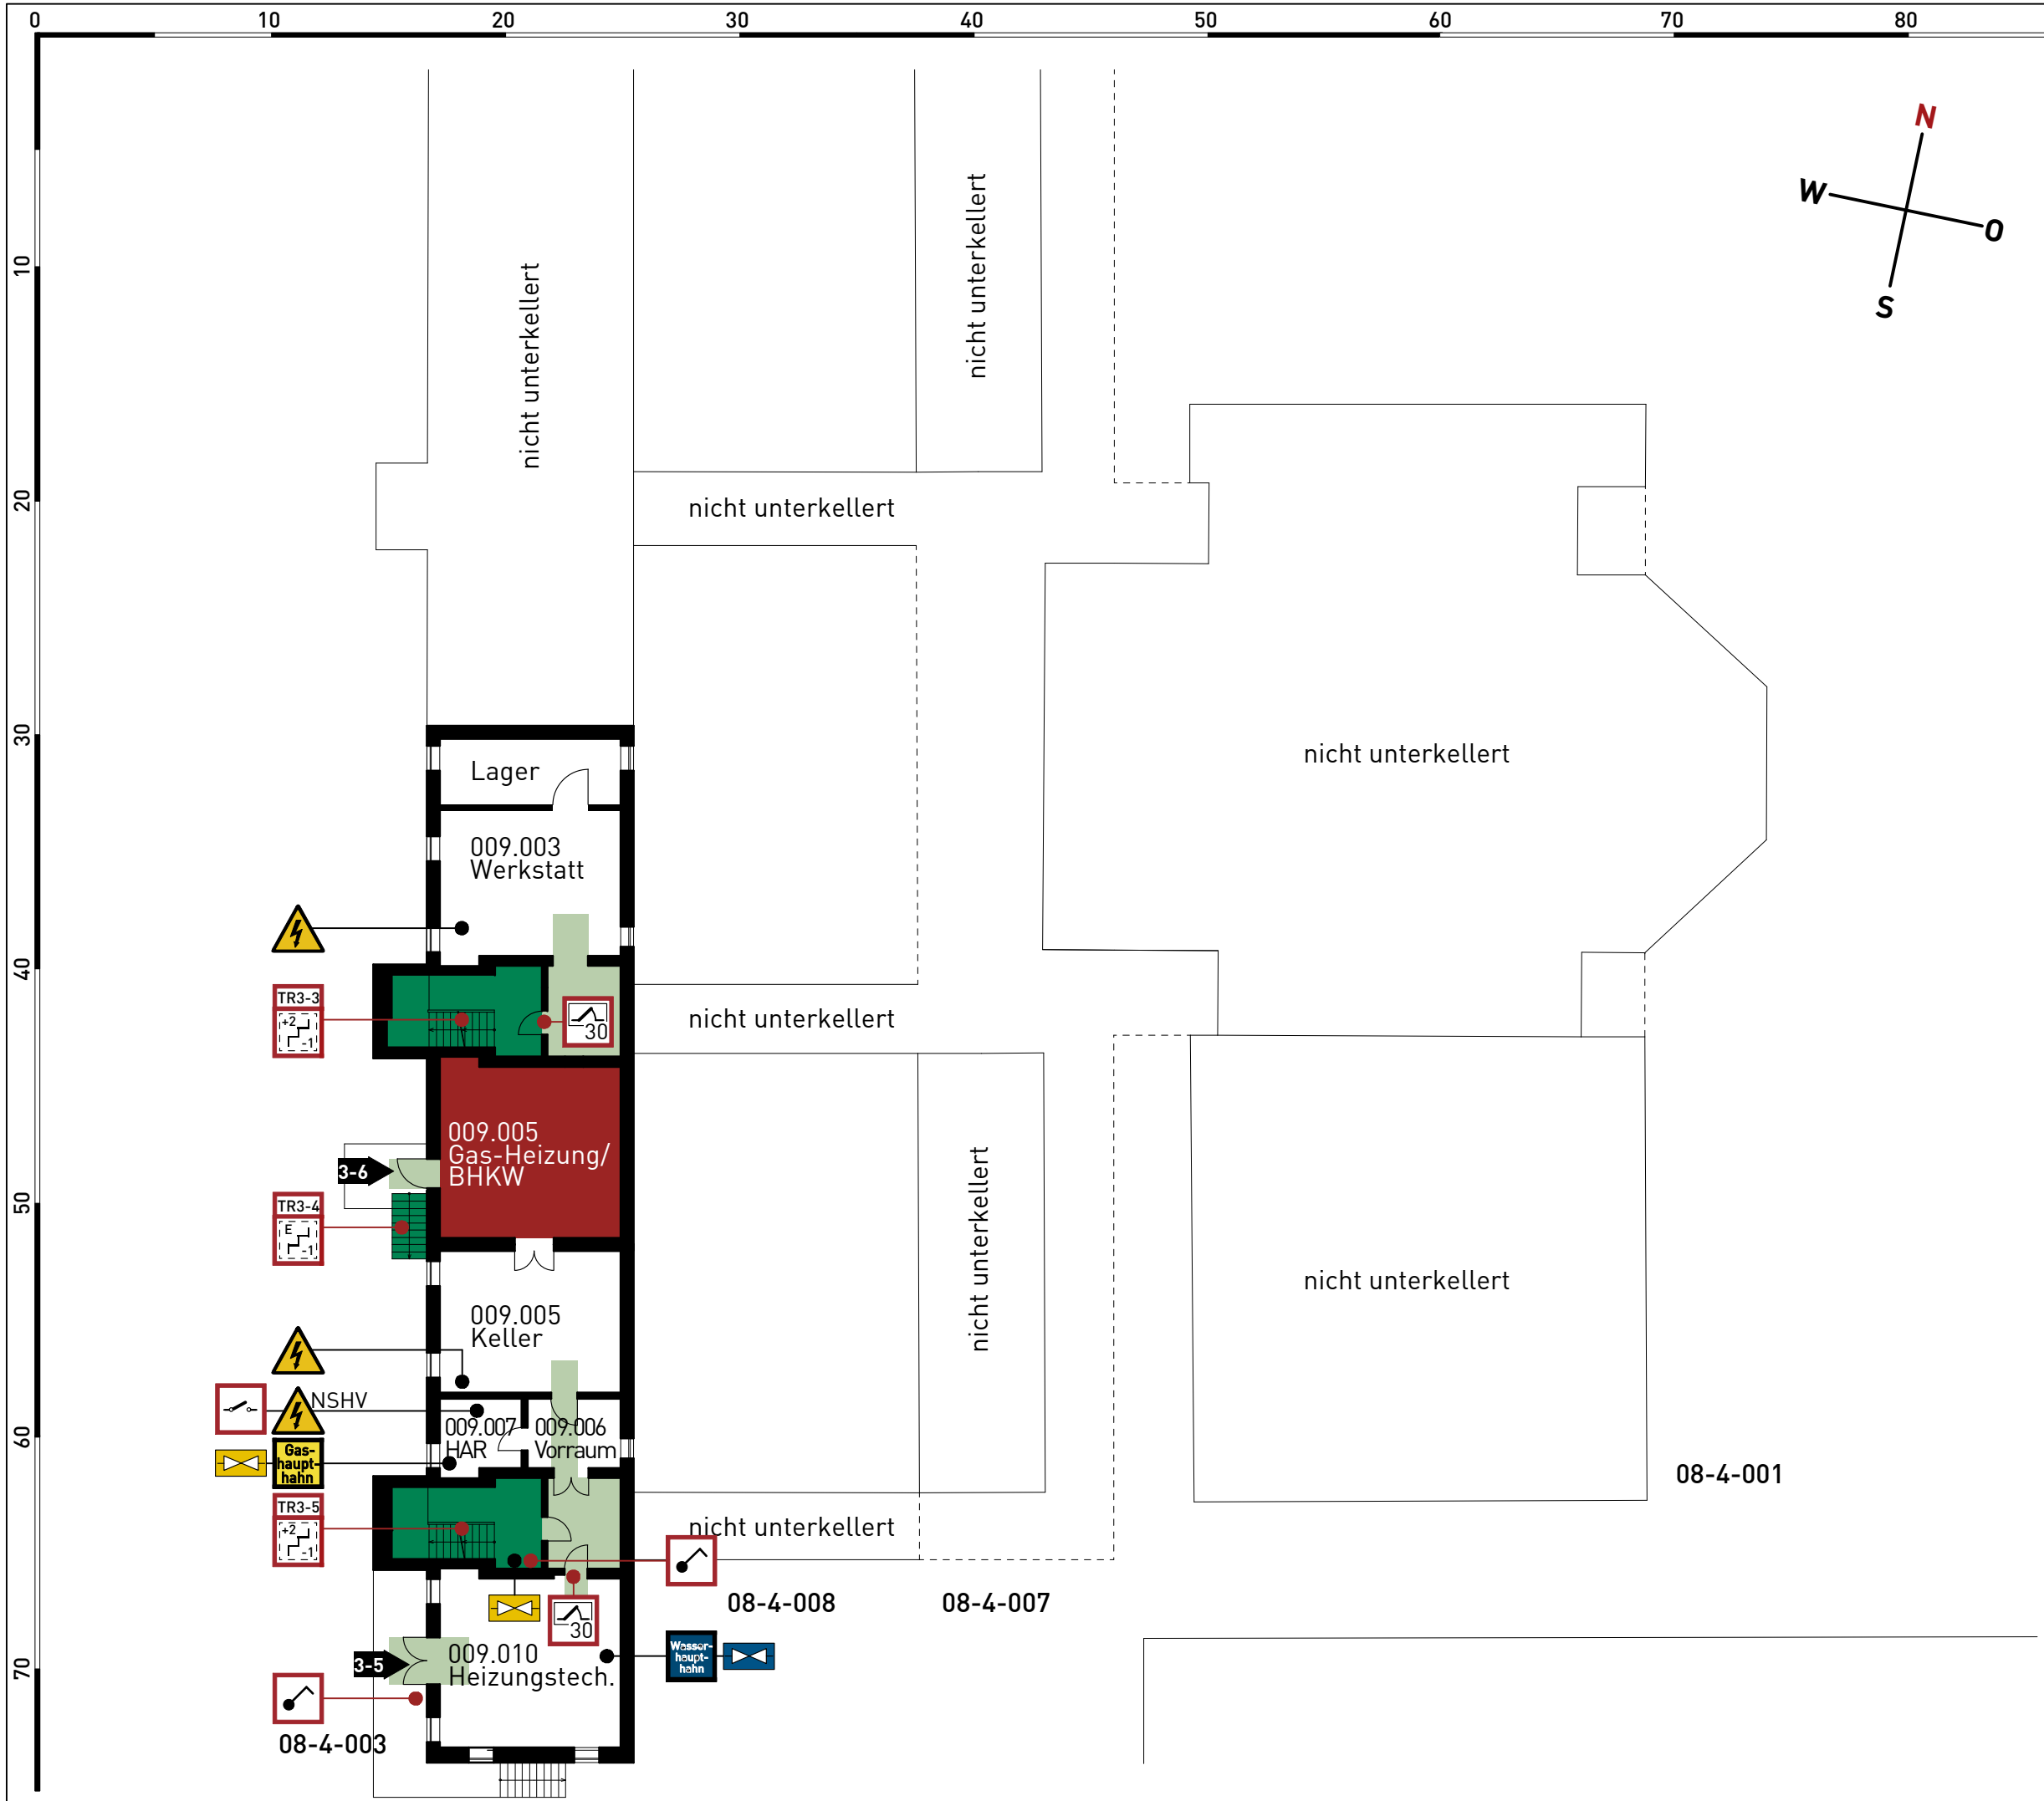 0
10
20
30
40
50
60
70
80
10
20
30
40
50
60
70
N
W
O
S
nicht unterkellert
nicht unterkellert
nicht unterkellert
nicht unterkellert
Lager
009.003
Werkstatt
TR3-3
+2
-1
30
nicht unterkellert
009.005
Gas-Heizung/
BHKW
3-6
TR3-4
E
-1
nicht unterkellert
nicht unterkellert
009.005
Keller
NSHV
009.007
HAR
009.006
Vorraum
Gas-
haupt-
hahn
08-4-001
TR3-5
+2
-1
nicht unterkellert
08-4-008
08-4-007
30
009.010
Heizungstech.
3-5
Wasser-
haupt-
hahn
08-4-003